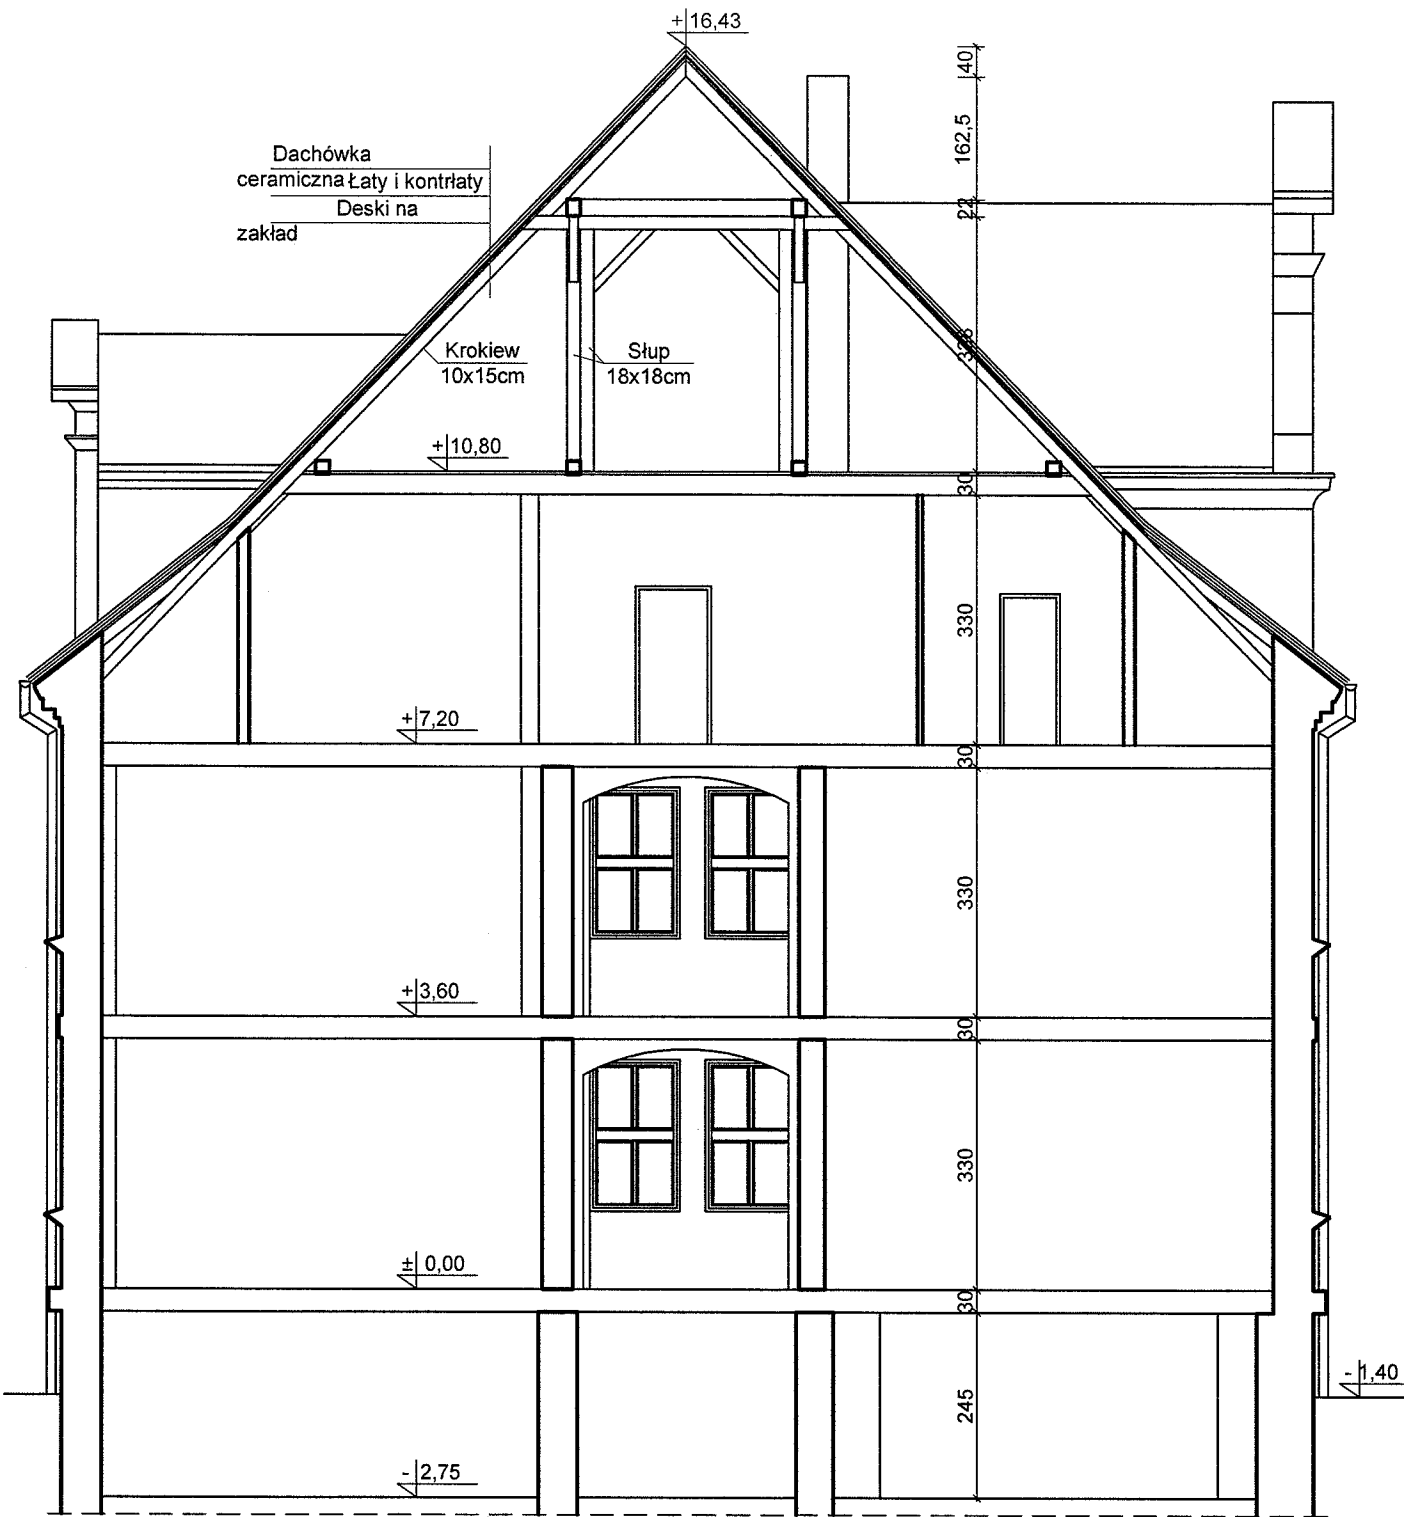 +16,43
40
162,5
Dachówka
ceramiczna Łaty i kontrłaty
Deski na
zakład
22
Krokiew
10x15cm
Słup
18x18cm
+10,80
30
330
+7,20
30
330
+3,60
30
330
± 0,00
30
-1,40
245
-2,75